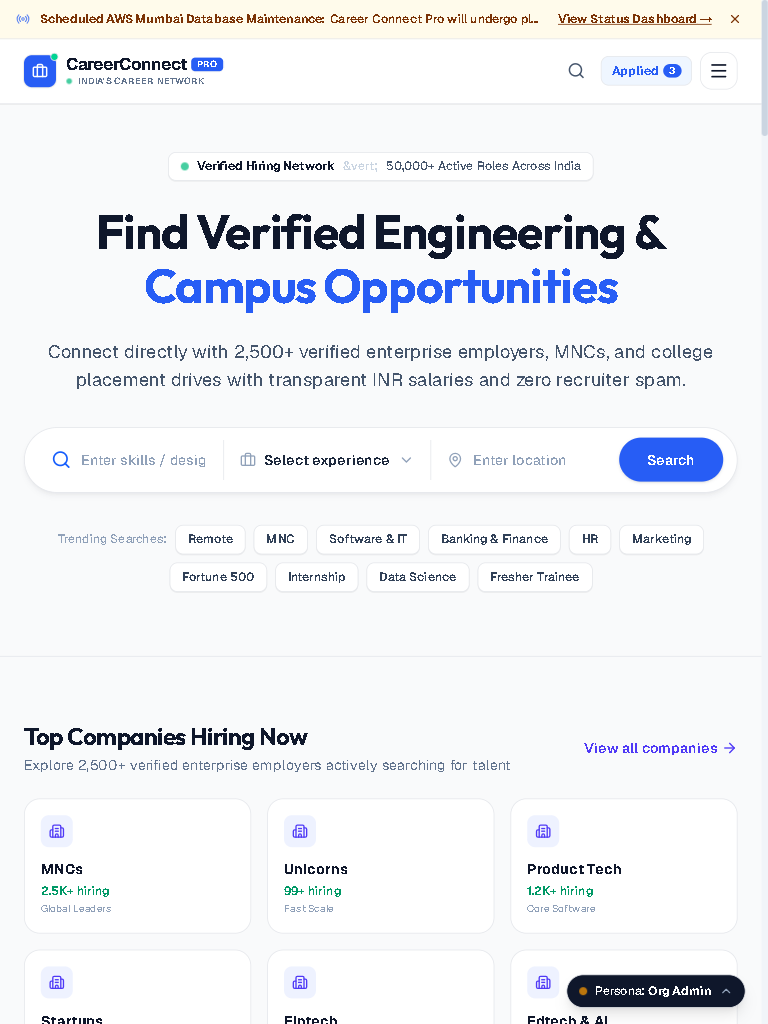 Scheduled AWS Mumbai Database Maintenance: Career Connect Pro will undergo pl... View Status Dashboard →
CareerConnect PRO
INDIA'S CAREER NETWORK
Applied 3
Verified Hiring Network &vert; 50,000+ Active Roles Across India
Find Verified Engineering &
Campus Opportunities
Connect directly with 2,500+ verified enterprise employers, MNCs, and college
placement drives with transparent INR salaries and zero recruiter spam.
Enter skills / desig Select experience Enter location Search
Trending Searches: Remote MNC Software & IT Banking & Finance HR Marketing
Fortune 500 Internship Data Science Fresher Trainee
Top Companies Hiring Now
View all companies →
Explore 2,500+ verified enterprise employers actively searching for talent
MNCs Unicorns Product Tech
2.5K+ hiring 99+ hiring 1.2K+ hiring
Global Leaders Fast Scale Core Software
Persona: Org Admin
Startups Fintech Edtech & AI